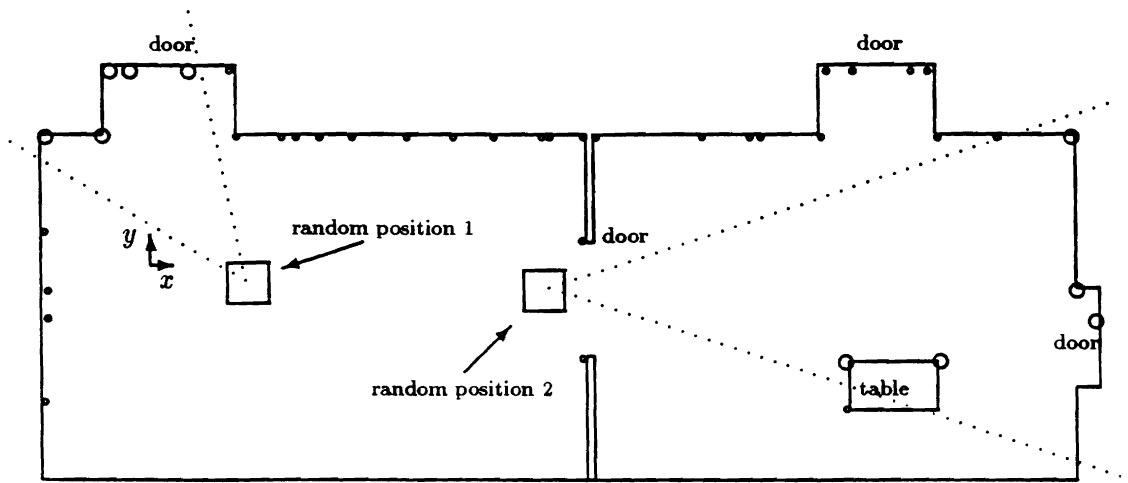 door
door
random position 1
door
y
x
door
random position 2
table